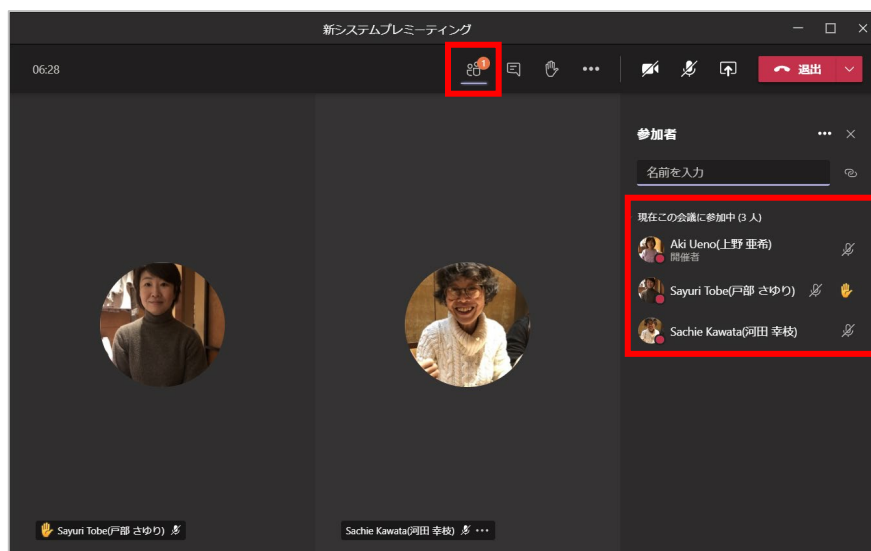 新システムプレミーティング
06:28
1
退出
参加者
名前を入力
現在この会議に参加中 (3 人)
Aki Ueno(上野 亜希)
開催者
Sayuri Tobe(戸部 さゆり)
Sachie Kawata(河田 幸枝)
Sayuri Tobe(戸部 さゆり)
Sachie Kawata(河田 幸枝)